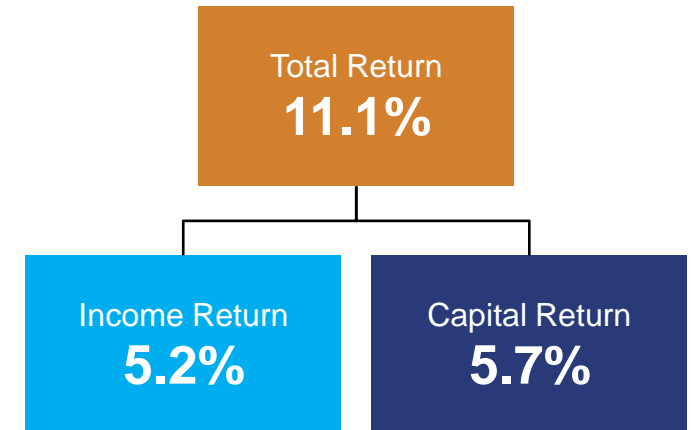 Total Return
11.1%
Income Return
5.2%
Capital Return
5.7%